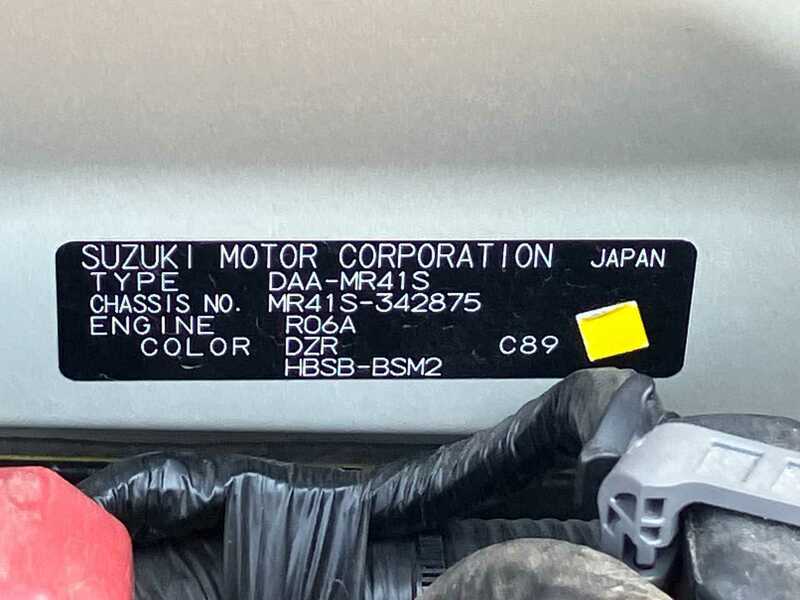 SUZUKI MOTOR CORPORATION JAPAN
TYPE DAA-MR41S
CHASSIS NO. MR41S-342875
ENGINE R06A
COLOR DZR C89
HBSB-BSM2